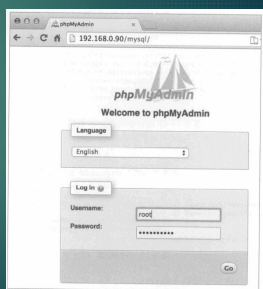 phpMyAdmin
192.168.0.90/mysql/
phpMyAdmin
Welcome to phpMyAdmin
Language
English
Log in
Username:
root
Password:
••••••••••
Go